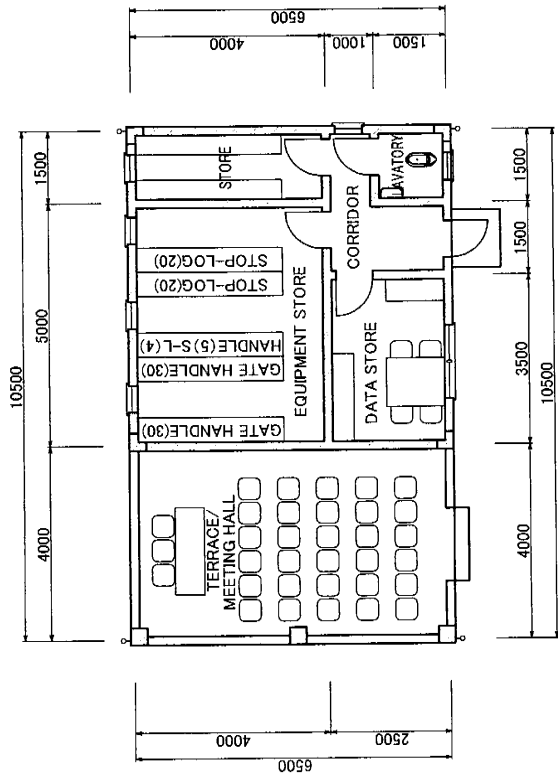 6500
4000
1000
1500
10500
1500
5000
4000
STORE
STOP-LOG(20)
STOP-LOG(20)
HANDLE(5)S-L(4)
GATE HANDLE(30)
GATE HANDLE(30)
EQUIPMENT STORE
CORRIDOR
AVATORY
DATA STORE
TERRACE/
MEETING HALL
1500
1500
3500
4000
10500
4000
2500
6500